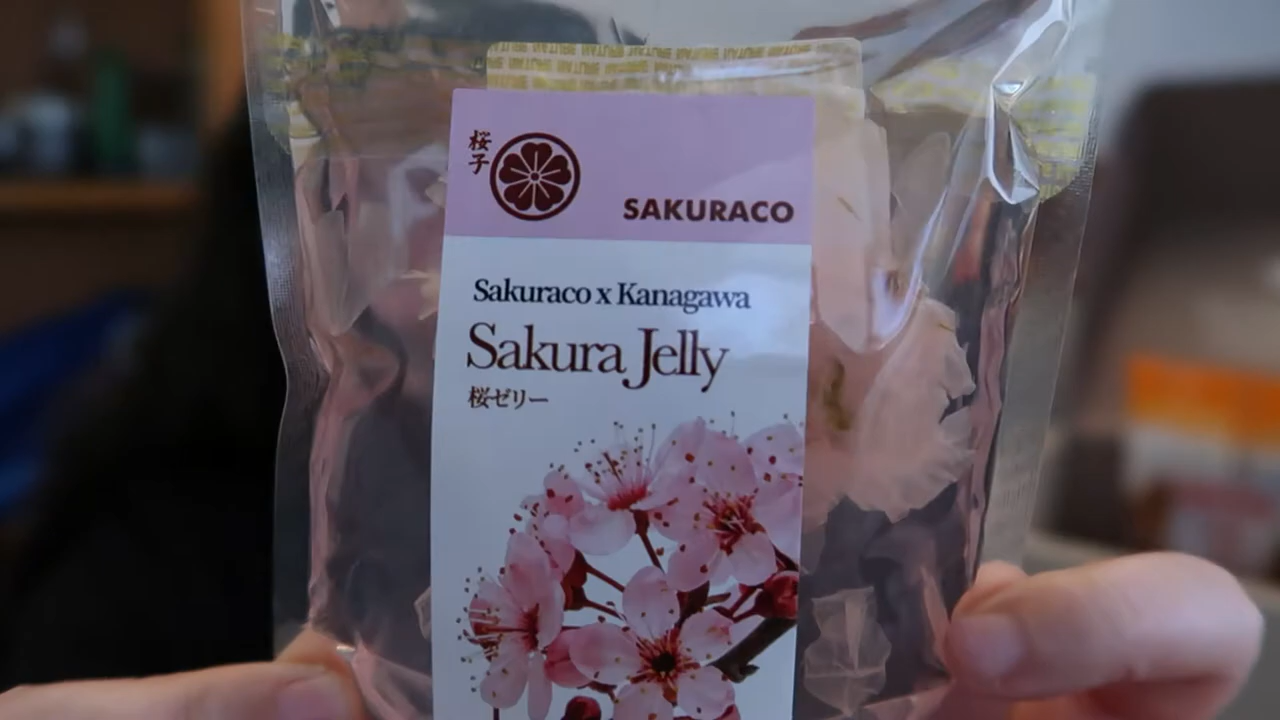 桜子
SAKURACO
Sakuraco x Kanagawa
Sakura Jelly
桜ゼリー